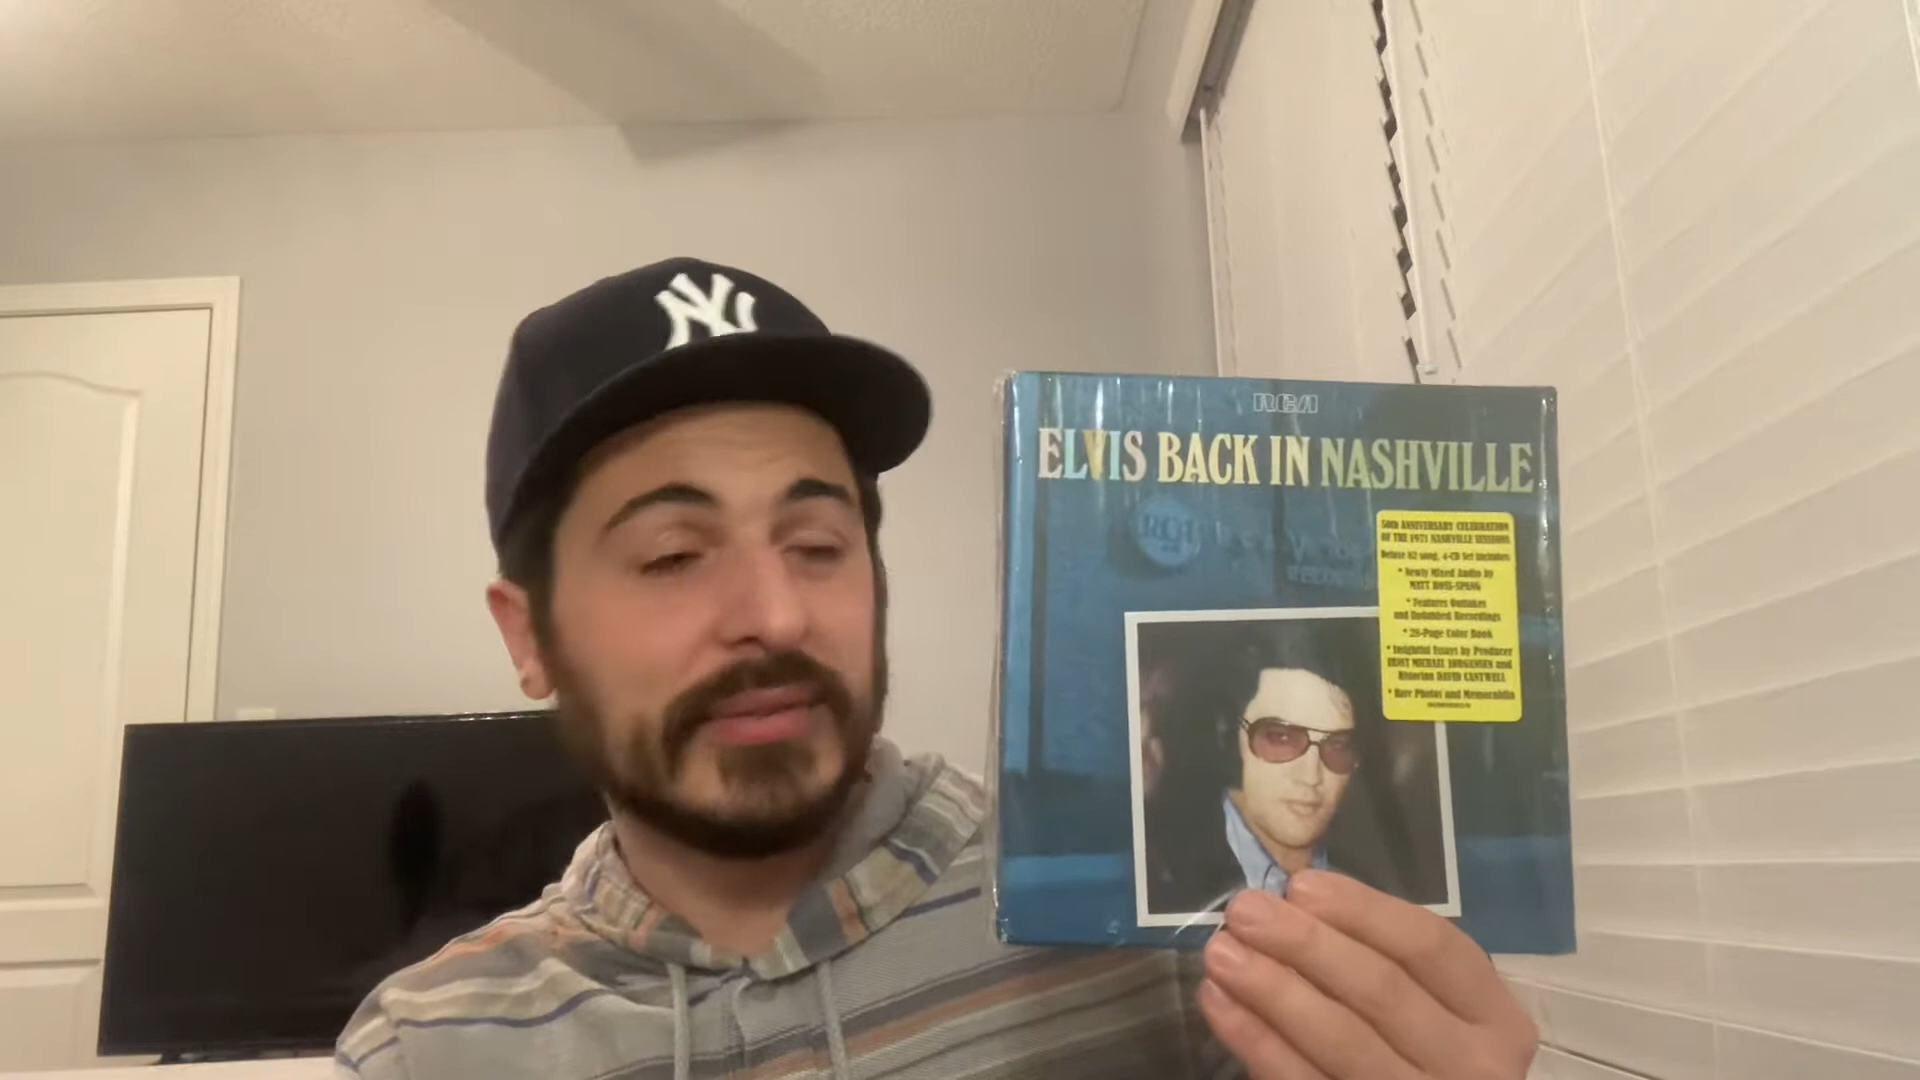 NY
RCA
ELVIS BACK IN NASHVILLE
RCA
50th ANNIVERSARY CELEBRATION
OF THE 1971 NASHVILLE SESSIONS
Deluxe 82 song, 4-CD Set includes:
* Newly Mixed Audio by
MATT ROSS-SPANG
* Features Outtakes
and Undubbed Recordings
* 28-Page Color Book
* Insightful Essays by Producer
ERNST MIKAEL JORGENSEN and
Historian DAVID CANTWELL
* Rare Photos and Memorabilia